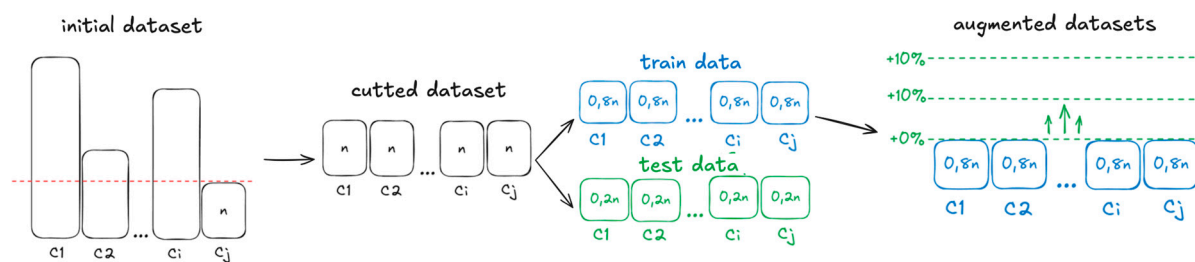 initial dataset
n
C1 C2 ... Ci Cj
cutted dataset
n n ... n n
C1 C2 Ci Cj
train data
0,8n 0,8n ... 0,8n 0,8n
C1 C2 Ci Cj
test data
0,2n 0,2n ... 0,2n 0,2n
C1 C2 Ci Cj
augmented datasets
+10%
+10%
+0%
0,8n 0,8n ... 0,8n 0,8n
C1 C2 Ci Cj